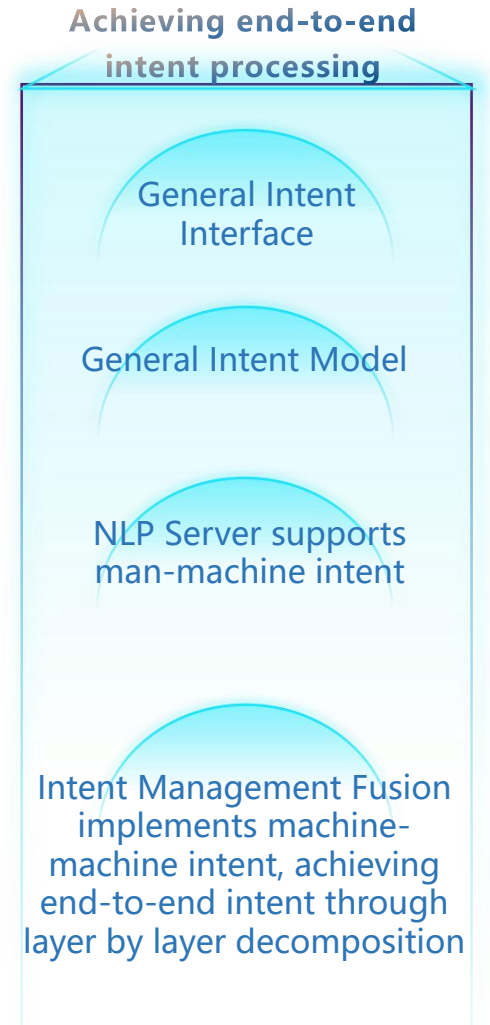 Achieving end-to-end
intent processing
General Intent
Interface
General Intent Model
NLP Server supports
man-machine intent
Intent Management Fusion
implements machine-
machine intent, achieving
end-to-end intent through
layer by layer decomposition